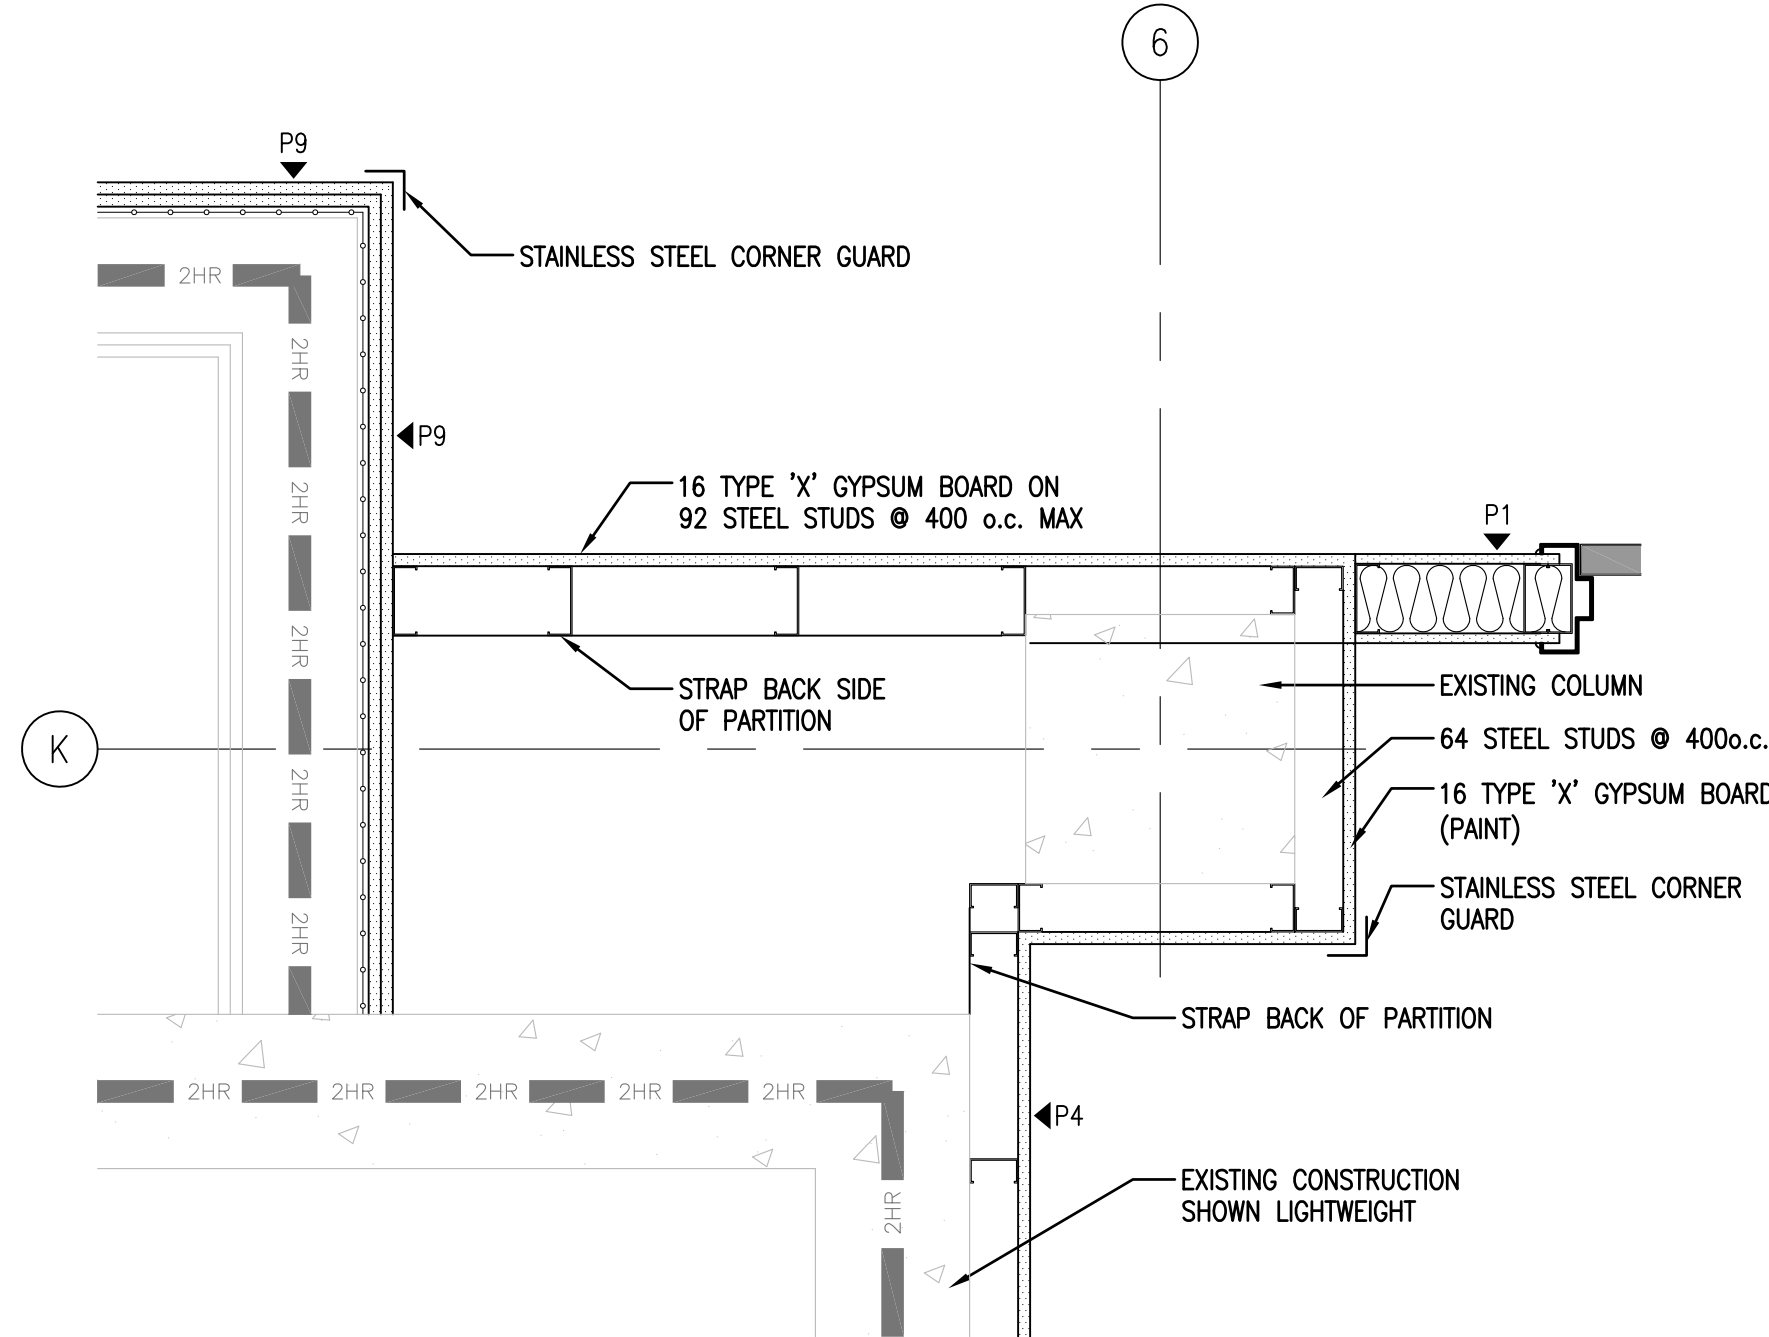 6
P9
STAINLESS STEEL CORNER GUARD
2HR
2HR
P9
16 TYPE 'X' GYPSUM BOARD ON
92 STEEL STUDS @ 400 o.c. MAX
2HR
P1
2HR
STRAP BACK SIDE
OF PARTITION
EXISTING COLUMN
K
64 STEEL STUDS @ 400o.c.
2HR
16 TYPE 'X' GYPSUM BOARD
(PAINT)
STAINLESS STEEL CORNER
GUARD
2HR
STRAP BACK OF PARTITION
2HR 2HR 2HR 2HR 2HR
P4
EXISTING CONSTRUCTION
SHOWN LIGHTWEIGHT
2HR